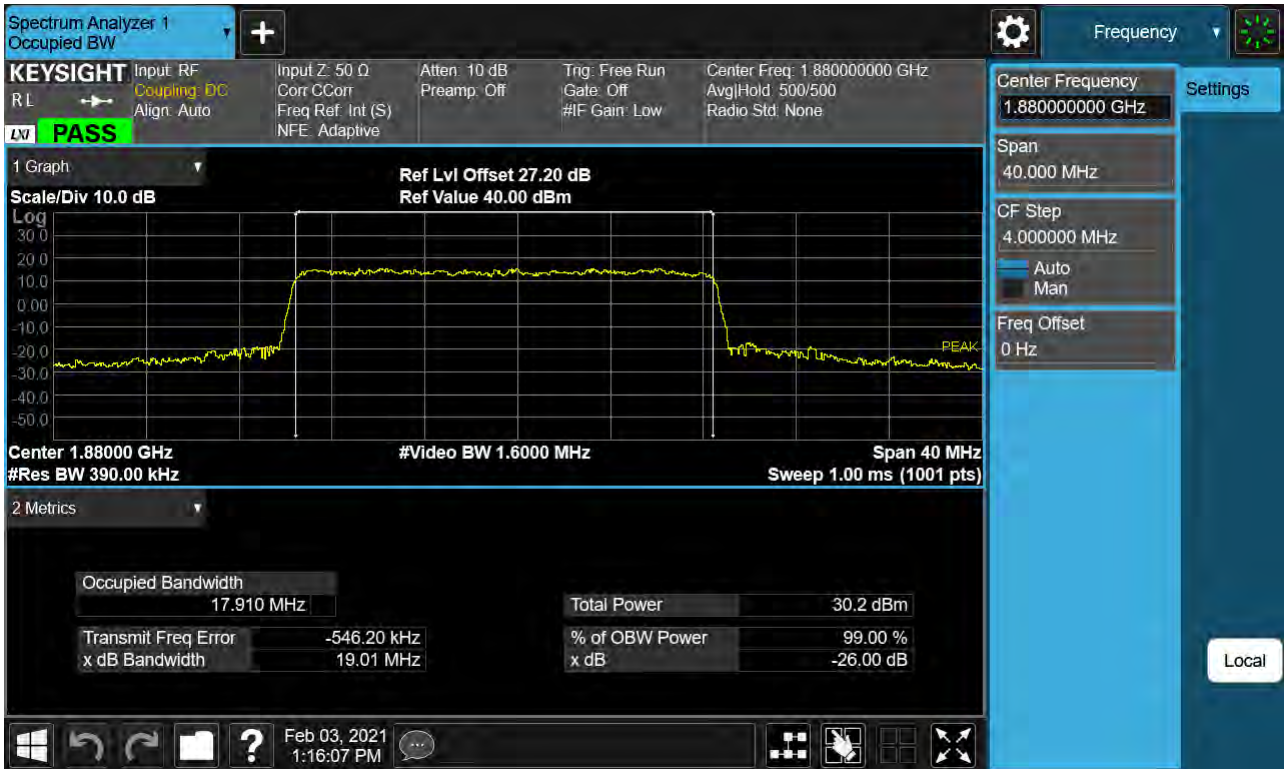 Spectrum Analyzer 1
Occupied BW
+
Frequency
KEYSIGHT
R L
LXI
PASS
Input: RF
Coupling: DC
Align: Auto
Input Z: 50 Ω
Corr CCorr
Freq Ref: Int (S)
NFE: Adaptive
Atten: 10 dB
Preamp: Off
Trig: Free Run
Gate: Off
#IF Gain: Low
Center Freq: 1.880000000 GHz
Avg|Hold: 500/500
Radio Std: None
Center Frequency
1.880000000 GHz
Settings
Span
40.000 MHz
CF Step
4.000000 MHz
Auto
Man
Freq Offset
0 Hz
Local
1 Graph
Scale/Div 10.0 dB
Ref Lvl Offset 27.20 dB
Ref Value 40.00 dBm
Log
30.0
20.0
10.0
0.00
-10.0
-20.0
-30.0
-40.0
-50.0
PEAK
Center 1.88000 GHz
#Video BW 1.6000 MHz
Span 40 MHz
#Res BW 390.00 kHz
Sweep 1.00 ms (1001 pts)
2 Metrics
Occupied Bandwidth
17.910 MHz
Total Power 30.2 dBm
Transmit Freq Error -546.20 kHz
% of OBW Power 99.00 %
x dB Bandwidth 19.01 MHz
x dB -26.00 dB
?
Feb 03, 2021
1:16:07 PM